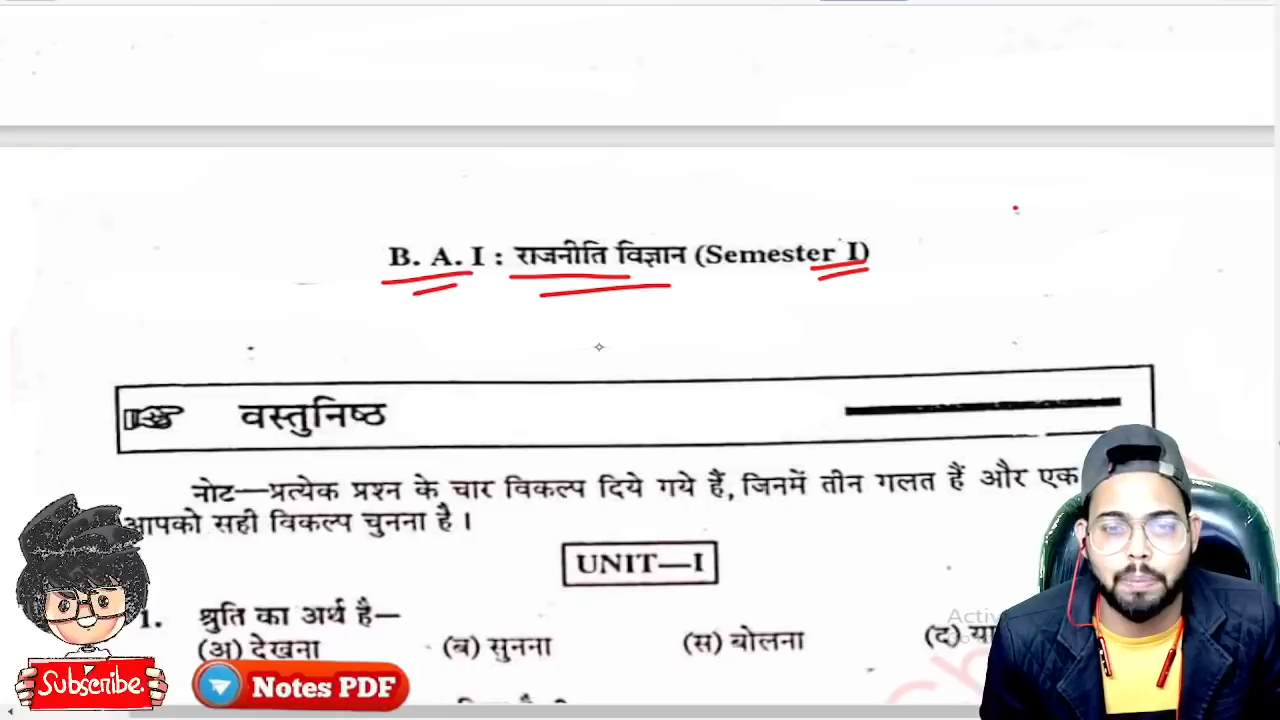 B. A. I : राजनीति विज्ञान (Semester I)
वस्तुनिष्ठ
नोट—प्रत्येक प्रश्न के चार विकल्प दिये गये हैं, जिनमें तीन गलत हैं और एक
आपको सही विकल्प चुनना है।
UNIT—I
1. श्रुति का अर्थ है—
(अ) देखना (ब) सुनना (स) बोलना (द)
Subscribe.
Notes PDF